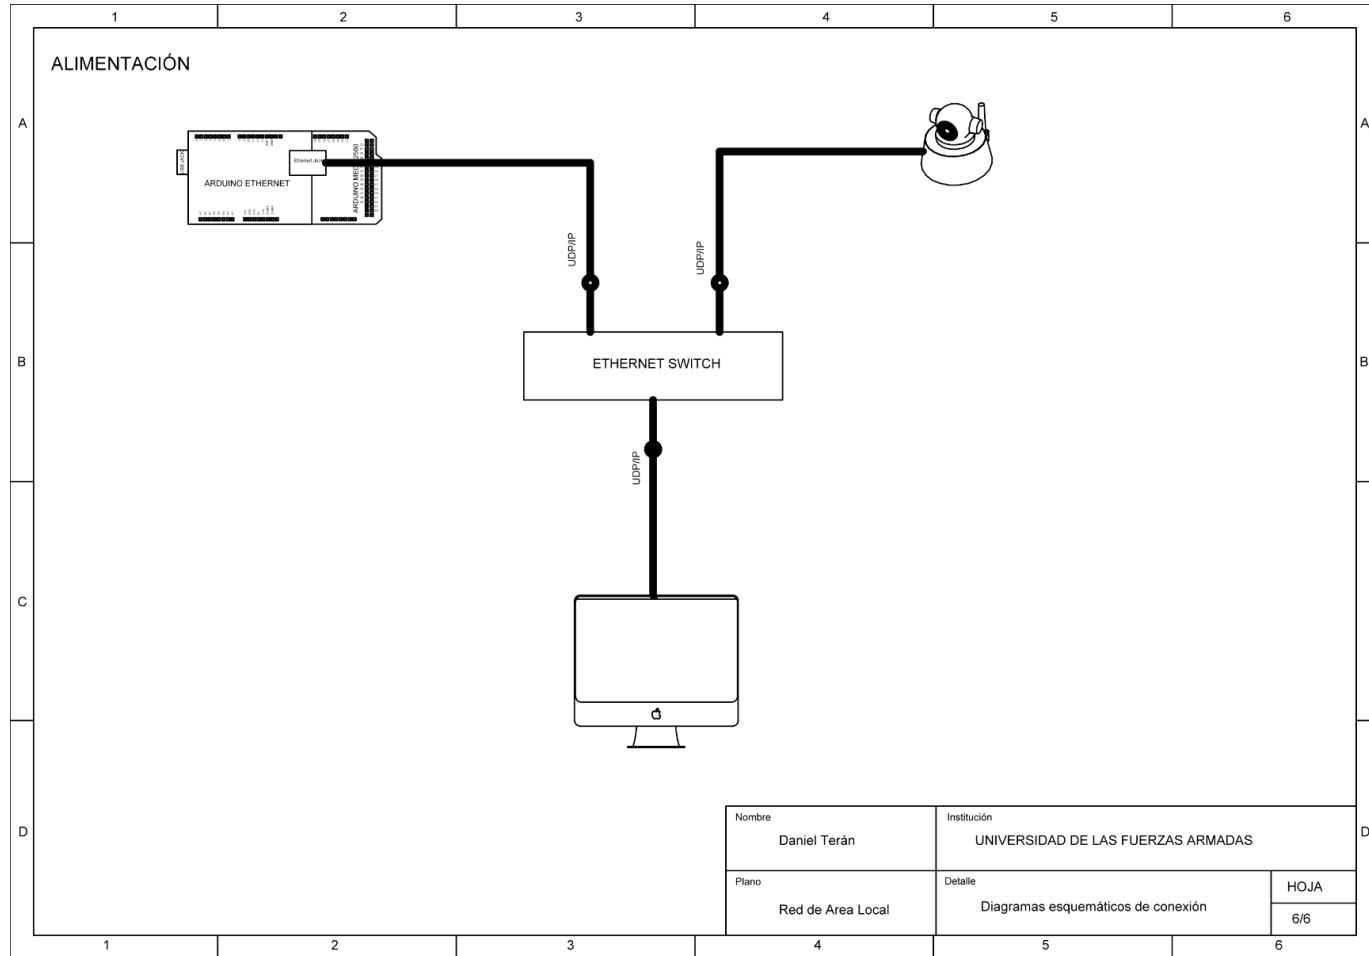 1 2 3 4 5 6
ALIMENTACIÓN
A A
USB JACK
Ethernet Jack
ARDUINO ETHERNET
UDP/IP UDP/IP
B B
ETHERNET SWITCH
UDP/IP
C C
D D
Nombre
Daniel Terán
Institución
UNIVERSIDAD DE LAS FUERZAS ARMADAS
Plano
Red de Area Local
Detalle
Diagramas esquemáticos de conexión
HOJA
6/6
1 2 3 4 5 6